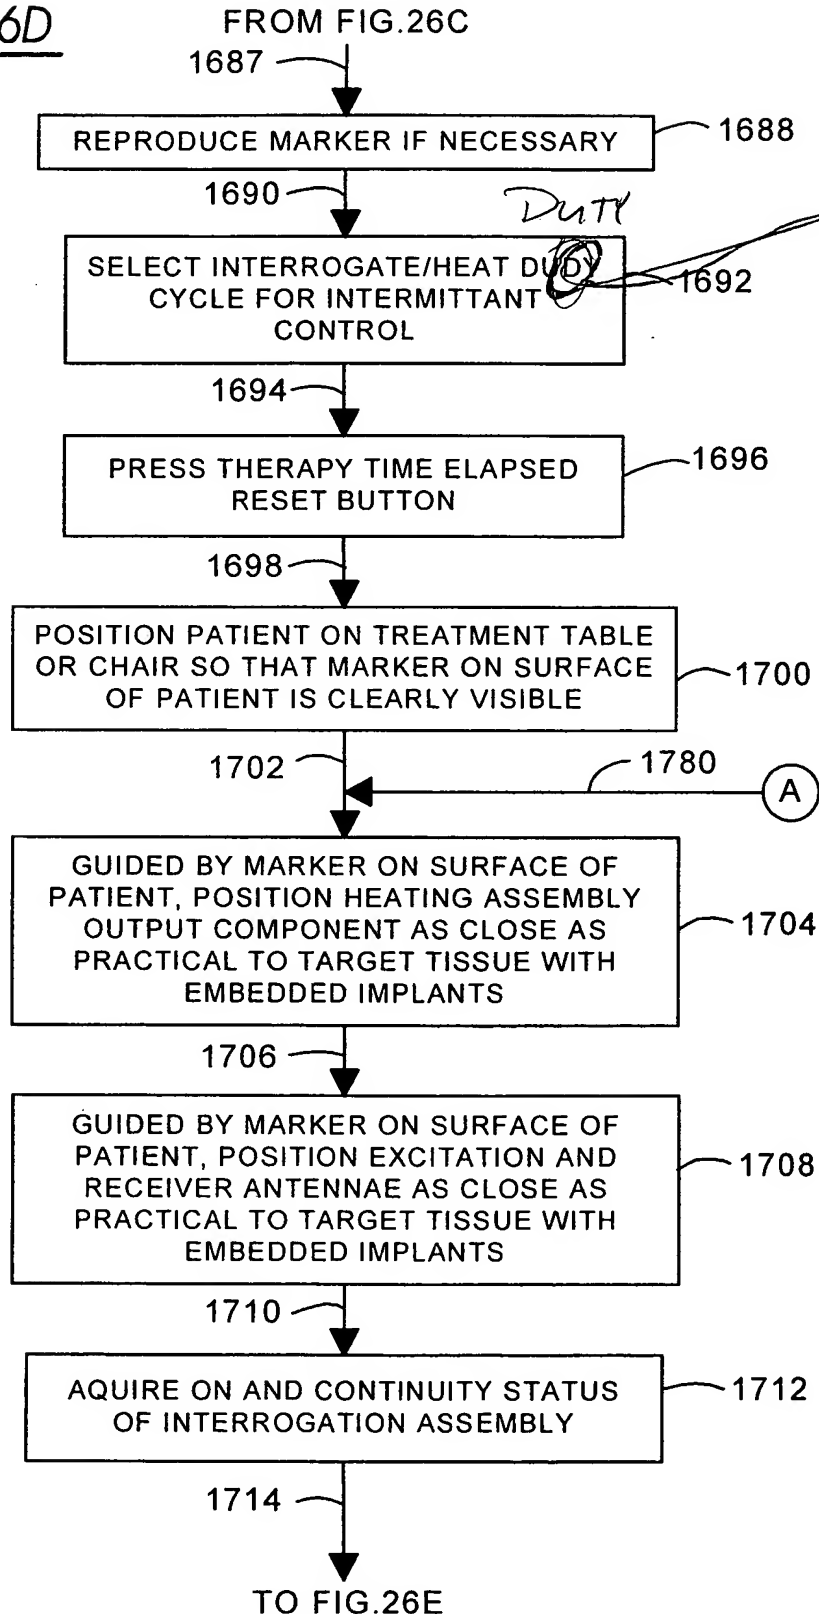 6D
FROM FIG.26C
1687
REPRODUCE MARKER IF NECESSARY
1688
1690
DUTY
SELECT INTERROGATE/HEAT DUDY
CYCLE FOR INTERMITTANT
CONTROL
1692
1694
PRESS THERAPY TIME ELAPSED
RESET BUTTON
1696
1698
POSITION PATIENT ON TREATMENT TABLE
OR CHAIR SO THAT MARKER ON SURFACE
OF PATIENT IS CLEARLY VISIBLE
1700
1702
1780
A
GUIDED BY MARKER ON SURFACE OF
PATIENT, POSITION HEATING ASSEMBLY
OUTPUT COMPONENT AS CLOSE AS
PRACTICAL TO TARGET TISSUE WITH
EMBEDDED IMPLANTS
1704
1706
GUIDED BY MARKER ON SURFACE OF
PATIENT, POSITION EXCITATION AND
RECEIVER ANTENNAE AS CLOSE AS
PRACTICAL TO TARGET TISSUE WITH
EMBEDDED IMPLANTS
1708
1710
AQUIRE ON AND CONTINUITY STATUS
OF INTERROGATION ASSEMBLY
1712
1714
TO FIG.26E